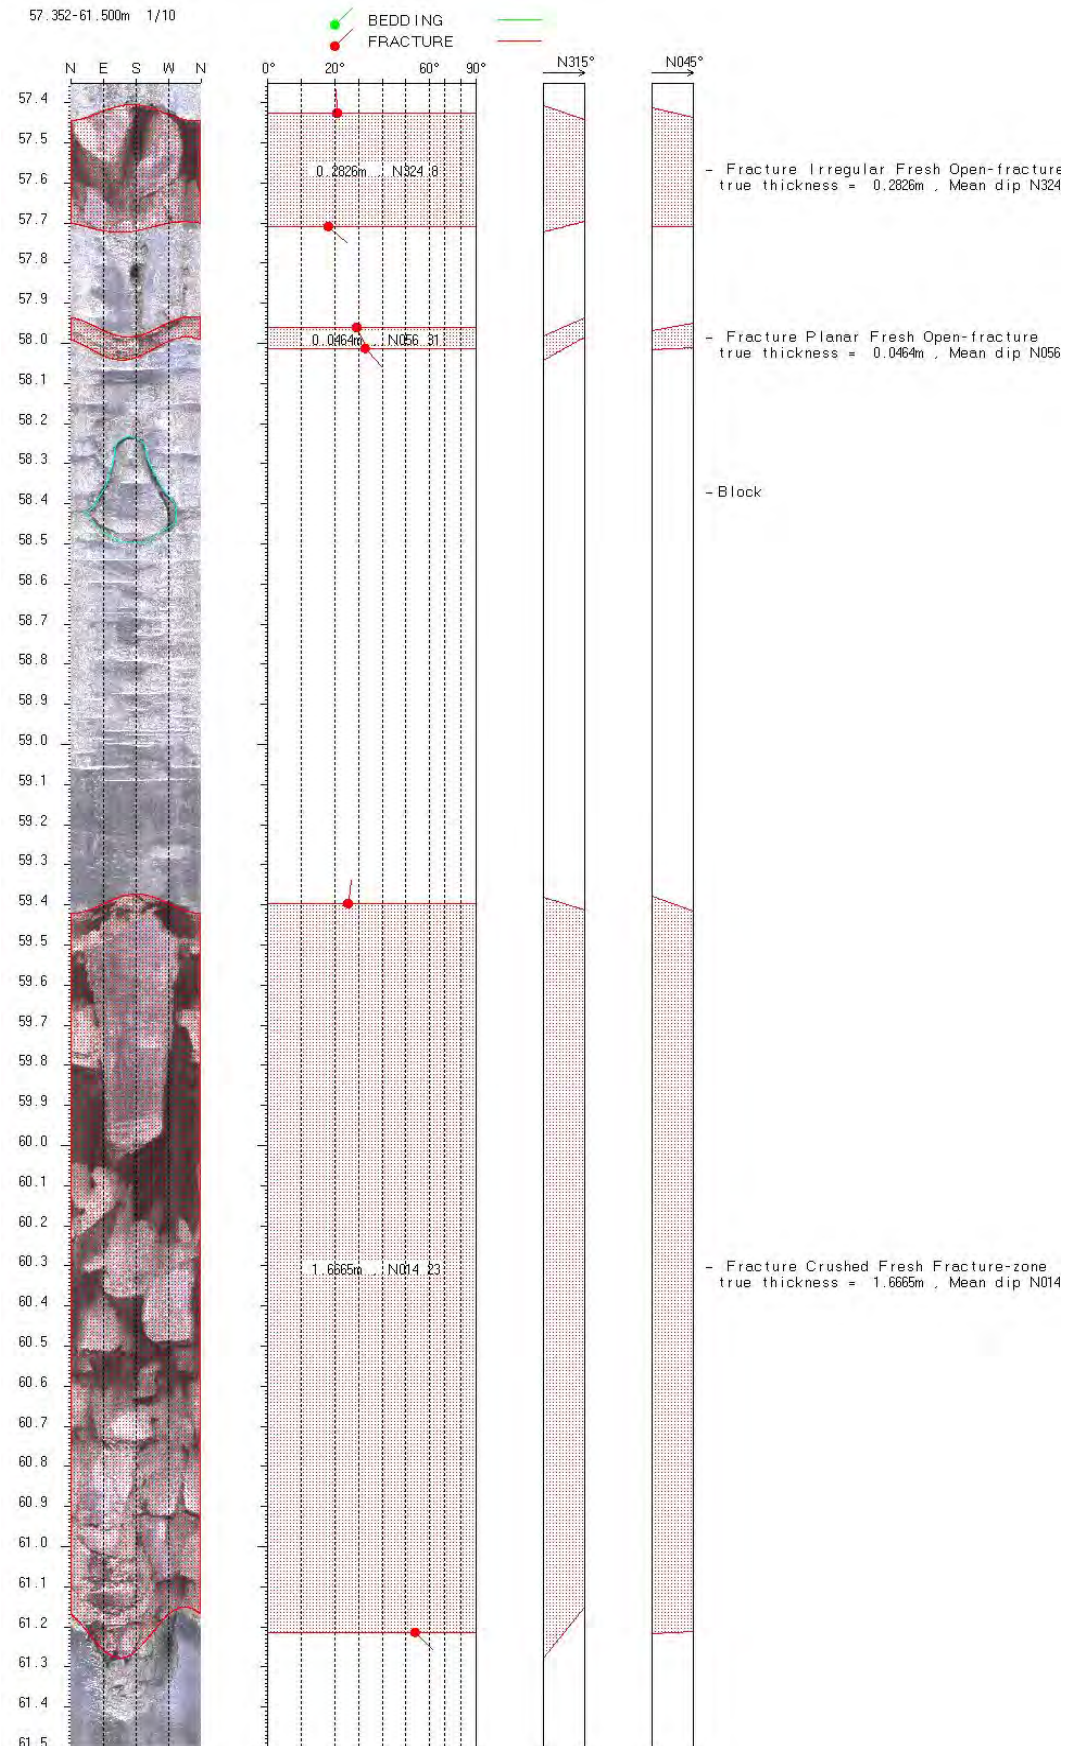 57.352-61.500m 1/10
BEDDING
FRACTURE
N E S W N
0° 20° 60° 90°
N315°
N045°
57.4
57.5
57.6
57.7
57.8
57.9
58.0
58.1
58.2
58.3
58.4
58.5
58.6
58.7
58.8
58.9
59.0
59.1
59.2
59.3
59.4
59.5
59.6
59.7
59.8
59.9
60.0
60.1
60.2
60.3
60.4
60.5
60.6
60.7
60.8
60.9
61.0
61.1
61.2
61.3
61.4
61.5
0.2826m , N324 8
0.0464m , N056 31
1.6665m , N014 23
- Fracture Irregular Fresh Open-fracture
true thickness = 0.2826m , Mean dip N324
- Fracture Planar Fresh Open-fracture
true thickness = 0.0464m , Mean dip N056
- Block
- Fracture Crushed Fresh Fracture-zone
true thickness = 1.6665m , Mean dip N014